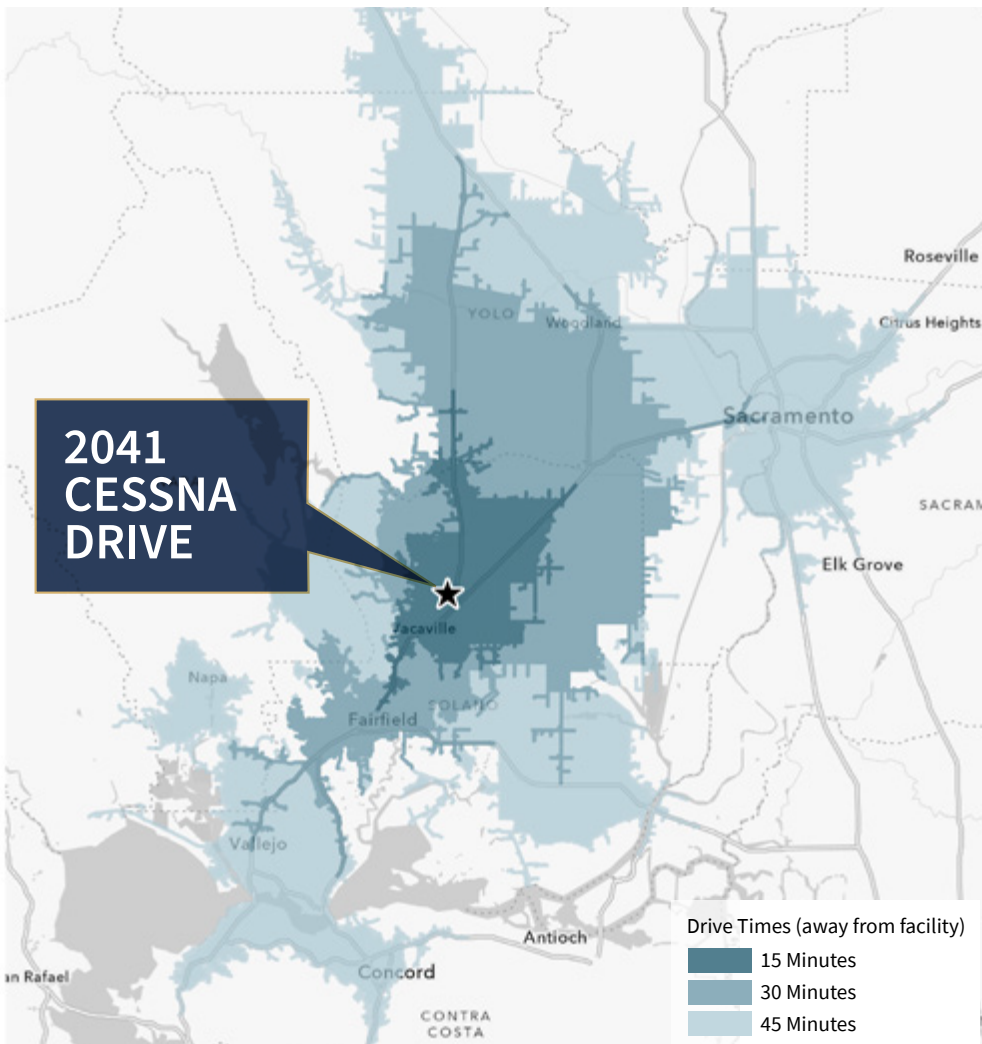 Roseville
YOLO
Woodland
Citrus Heights
2041
CESSNA
DRIVE
Sacramento
SACRAM
Elk Grove
Vacaville
Napa
SOLANO
Fairfield
Vallejo
Drive Times (away from facility)
15 Minutes
30 Minutes
45 Minutes
Antioch
an Rafael
Concord
CONTRA
COSTA